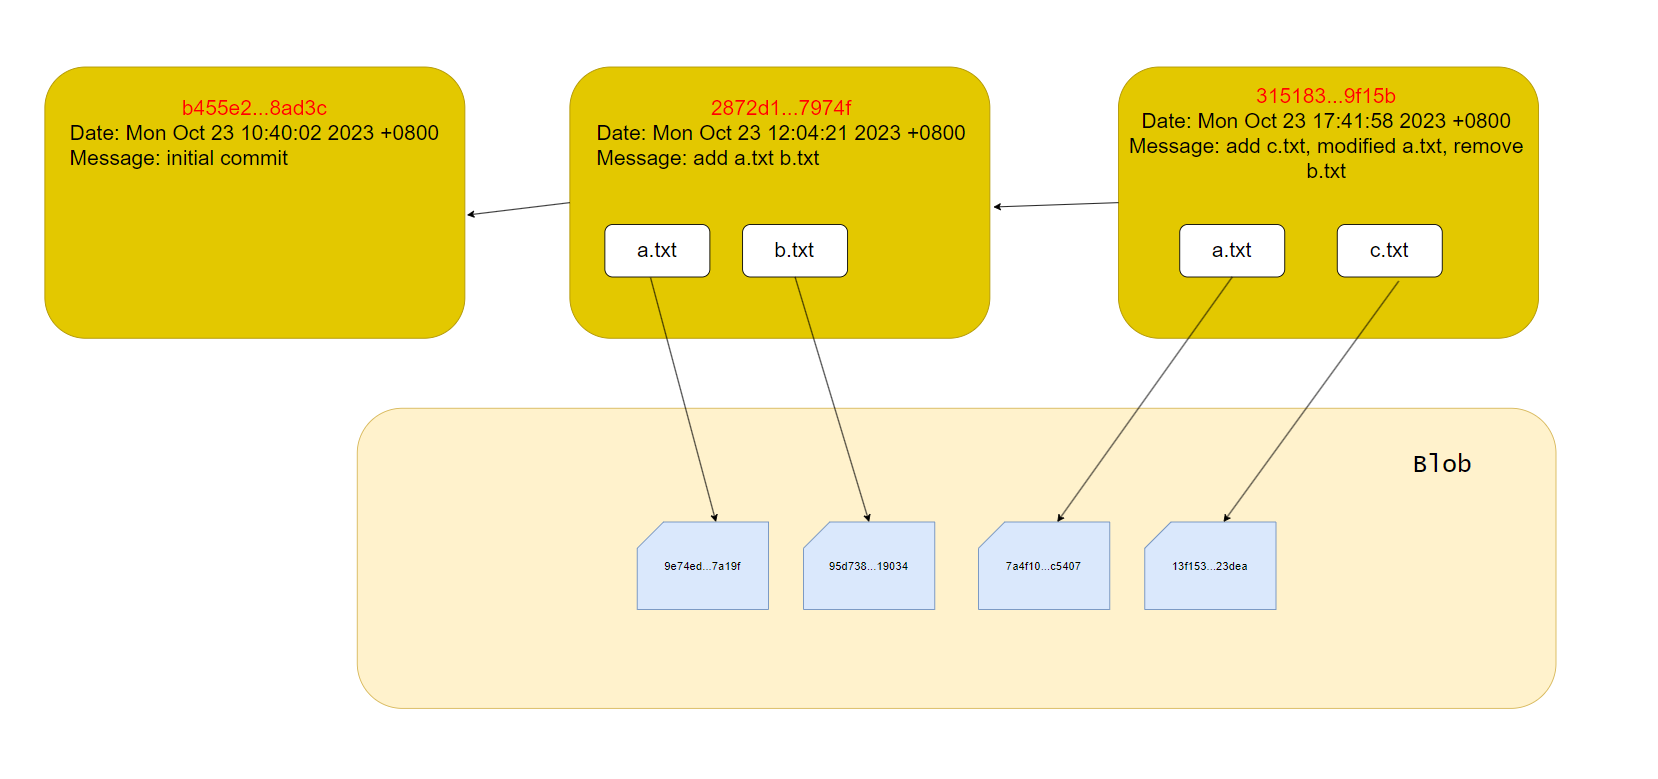 b455e2...8ad3c
Date: Mon Oct 23 10:40:02 2023 +0800
Message: initial commit
2872d1...7974f
Date: Mon Oct 23 12:04:21 2023 +0800
Message: add a.txt b.txt
a.txt
b.txt
315183...9f15b
Date: Mon Oct 23 17:41:58 2023 +0800
Message: add c.txt, modified a.txt, remove
b.txt
a.txt
c.txt
Blob
9e74ed...7a19f
95d738...19034
7a4f10...c5407
13f153...23dea